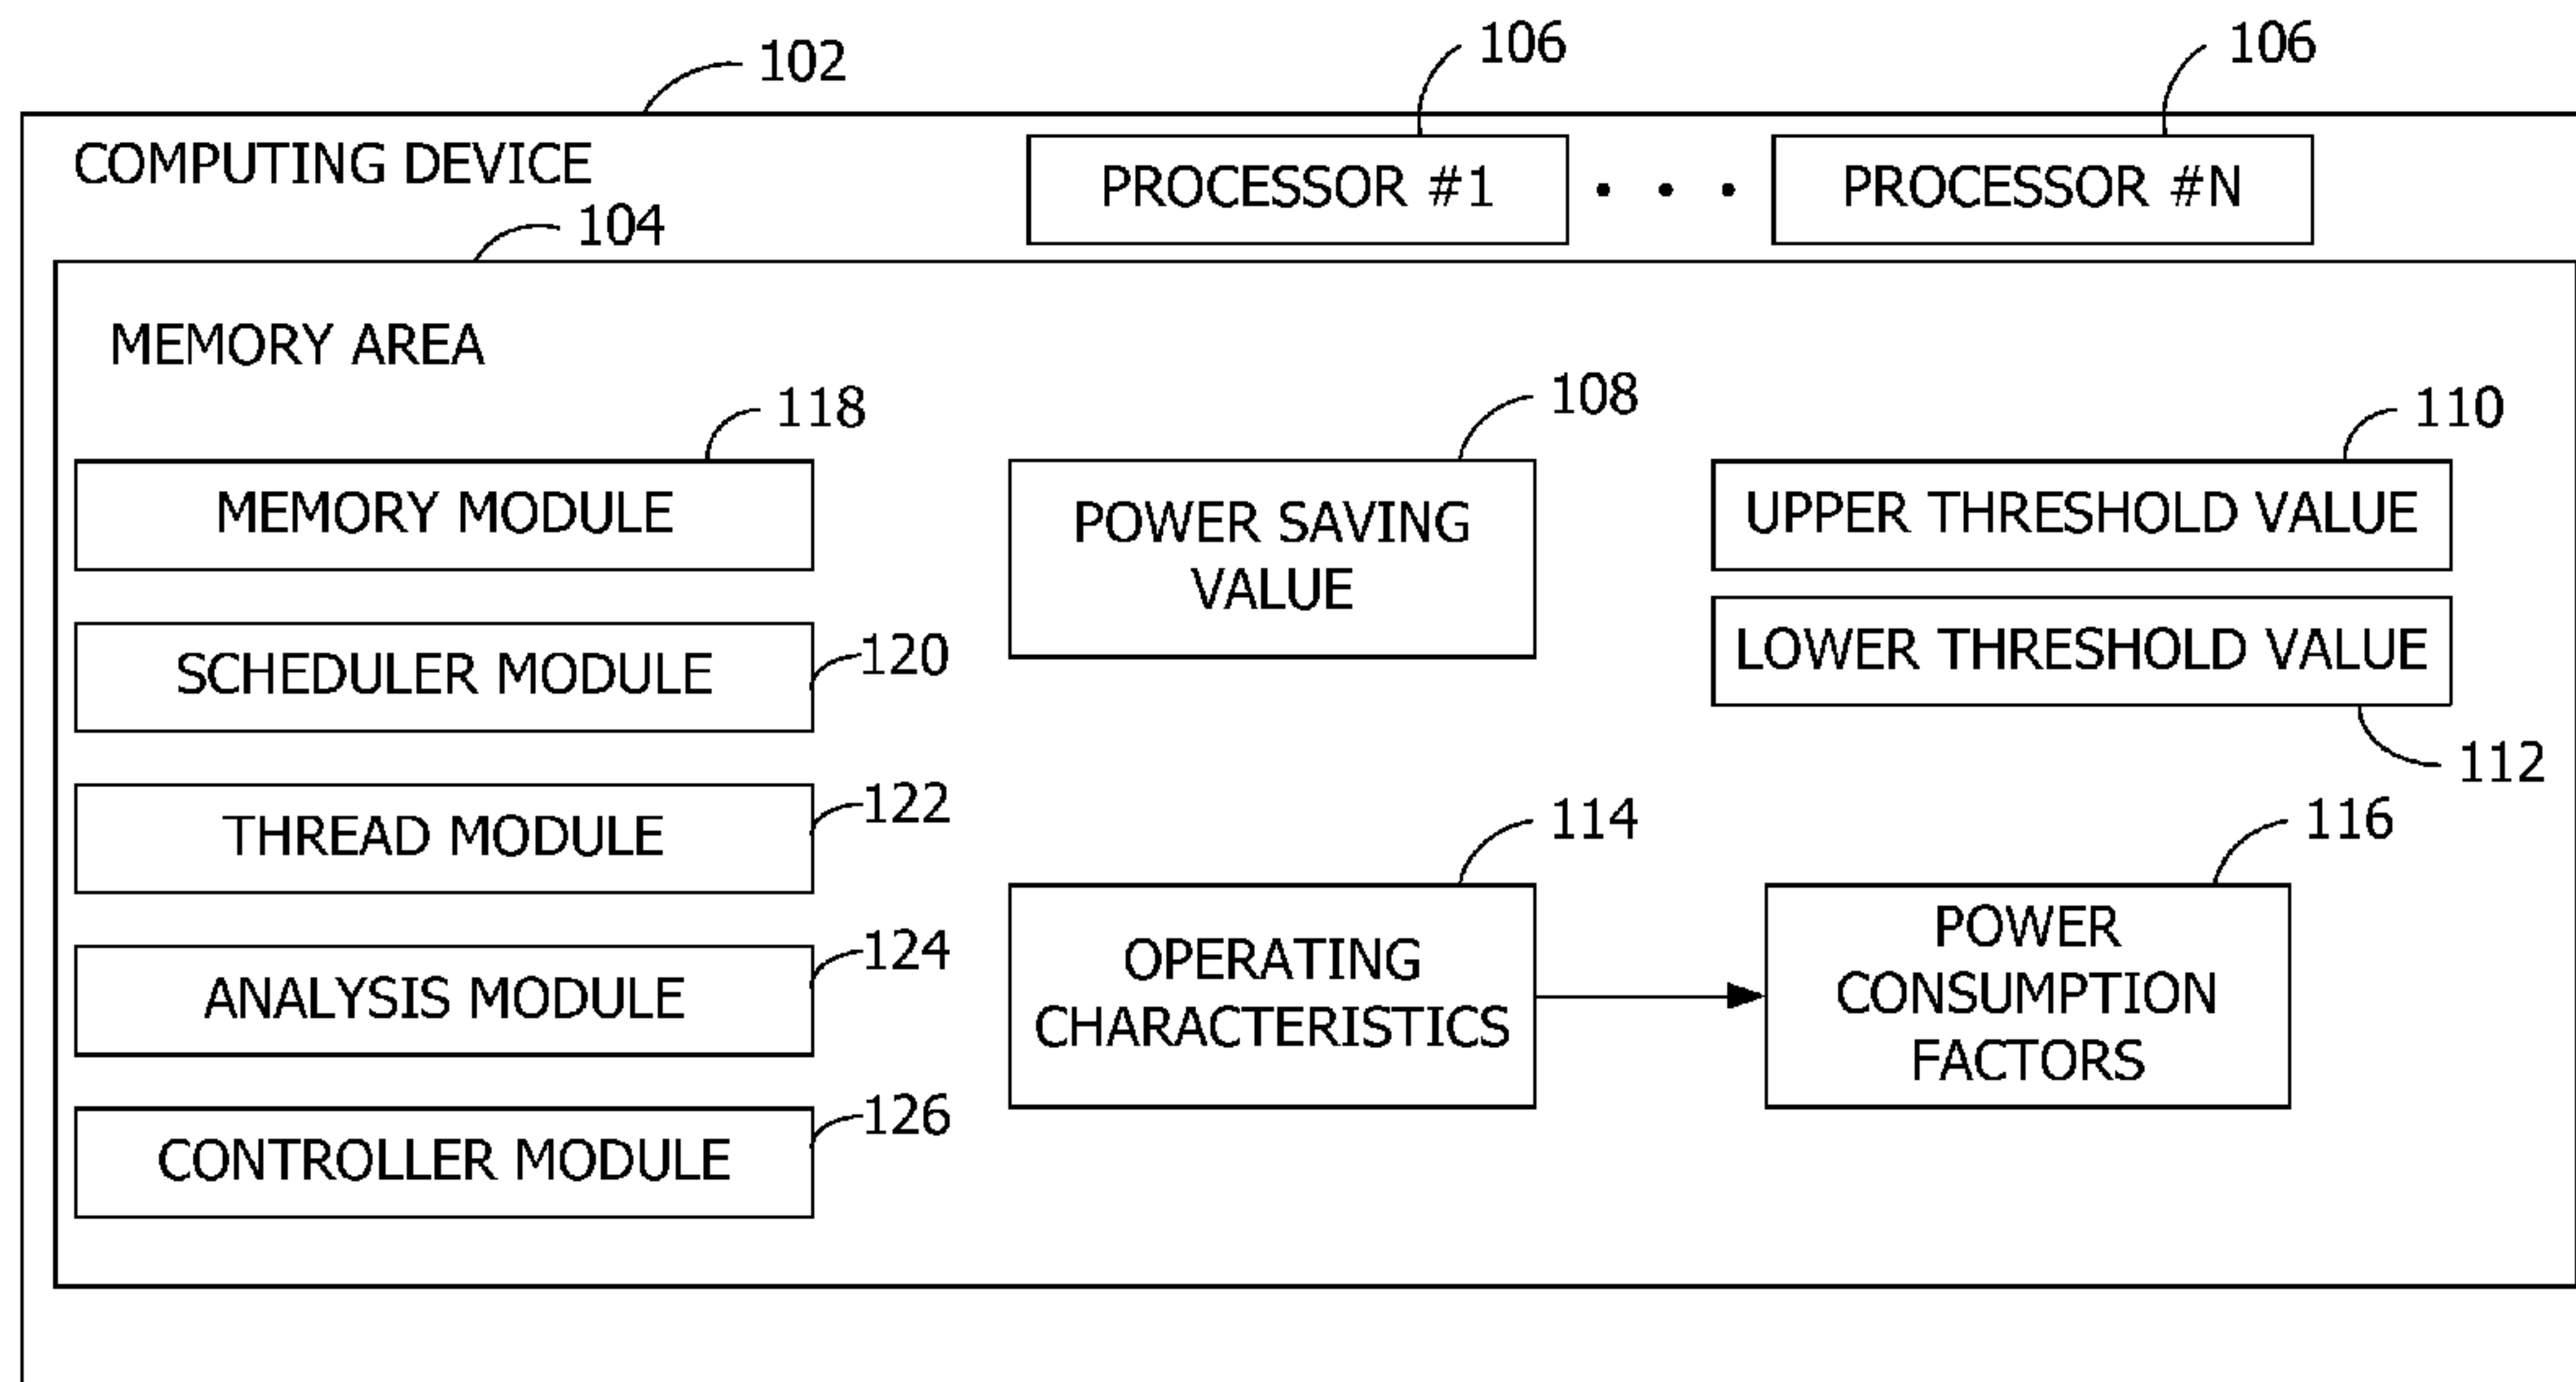 102
106
106
COMPUTING DEVICE
PROCESSOR #1
. . .
PROCESSOR #N
104
MEMORY AREA
118
108
110
MEMORY MODULE
POWER SAVING
VALUE
UPPER THRESHOLD VALUE
SCHEDULER MODULE
120
LOWER THRESHOLD VALUE
112
THREAD MODULE
122
114
116
ANALYSIS MODULE
124
OPERATING
CHARACTERISTICS
POWER
CONSUMPTION
FACTORS
CONTROLLER MODULE
126